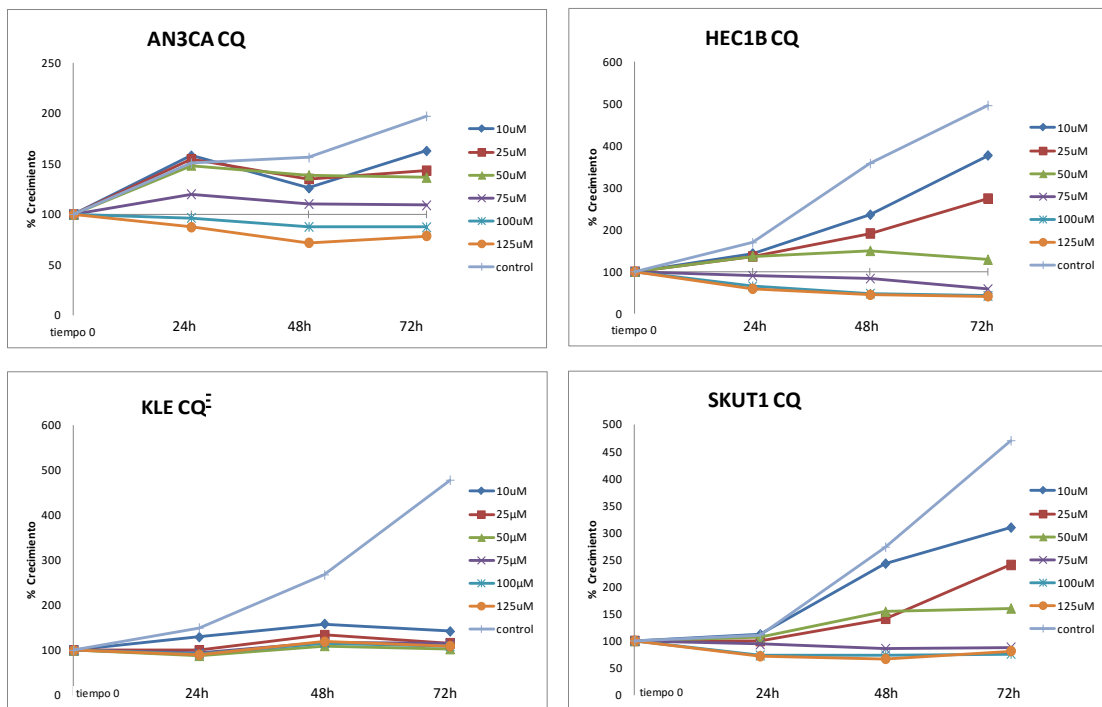 AN3CA CQ
250
200
150
100
50
0
% Crecimiento
tiempo 0
24h
48h
72h
10uM
25uM
50uM
75uM
100uM
125uM
control
HEC1B CQ
600
500
400
300
200
100
0
% Crecimiento
tiempo 0
24h
48h
72h
10uM
25uM
50uM
75uM
100uM
125uM
control
KLE CQ
600
500
400
300
200
100
0
% Crecimiento
tiempo 0
24h
48h
72h
10uM
25µM
50µM
75µM
100µM
125uM
control
SKUT1 CQ
500
450
400
350
300
250
200
150
100
50
0
% Crecimiento
tiempo 0
24h
48h
72h
10uM
25uM
50uM
75uM
100uM
125uM
control